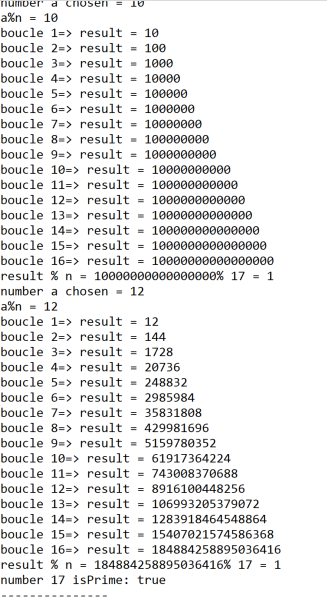 number a chosen = 10
a%n = 10
boucle 1=> result = 10
boucle 2=> result = 100
boucle 3=> result = 1000
boucle 4=> result = 10000
boucle 5=> result = 100000
boucle 6=> result = 1000000
boucle 7=> result = 10000000
boucle 8=> result = 100000000
boucle 9=> result = 1000000000
boucle 10=> result = 10000000000
boucle 11=> result = 100000000000
boucle 12=> result = 1000000000000
boucle 13=> result = 10000000000000
boucle 14=> result = 100000000000000
boucle 15=> result = 1000000000000000
boucle 16=> result = 10000000000000000
result % n = 10000000000000000% 17 = 1
number a chosen = 12
a%n = 12
boucle 1=> result = 12
boucle 2=> result = 144
boucle 3=> result = 1728
boucle 4=> result = 20736
boucle 5=> result = 248832
boucle 6=> result = 2985984
boucle 7=> result = 35831808
boucle 8=> result = 429981696
boucle 9=> result = 5159780352
boucle 10=> result = 61917364224
boucle 11=> result = 743008370688
boucle 12=> result = 8916100448256
boucle 13=> result = 106993205379072
boucle 14=> result = 1283918464548864
boucle 15=> result = 15407021574586368
boucle 16=> result = 184884258895036416
result % n = 184884258895036416% 17 = 1
number 17 isPrime: true
---------------